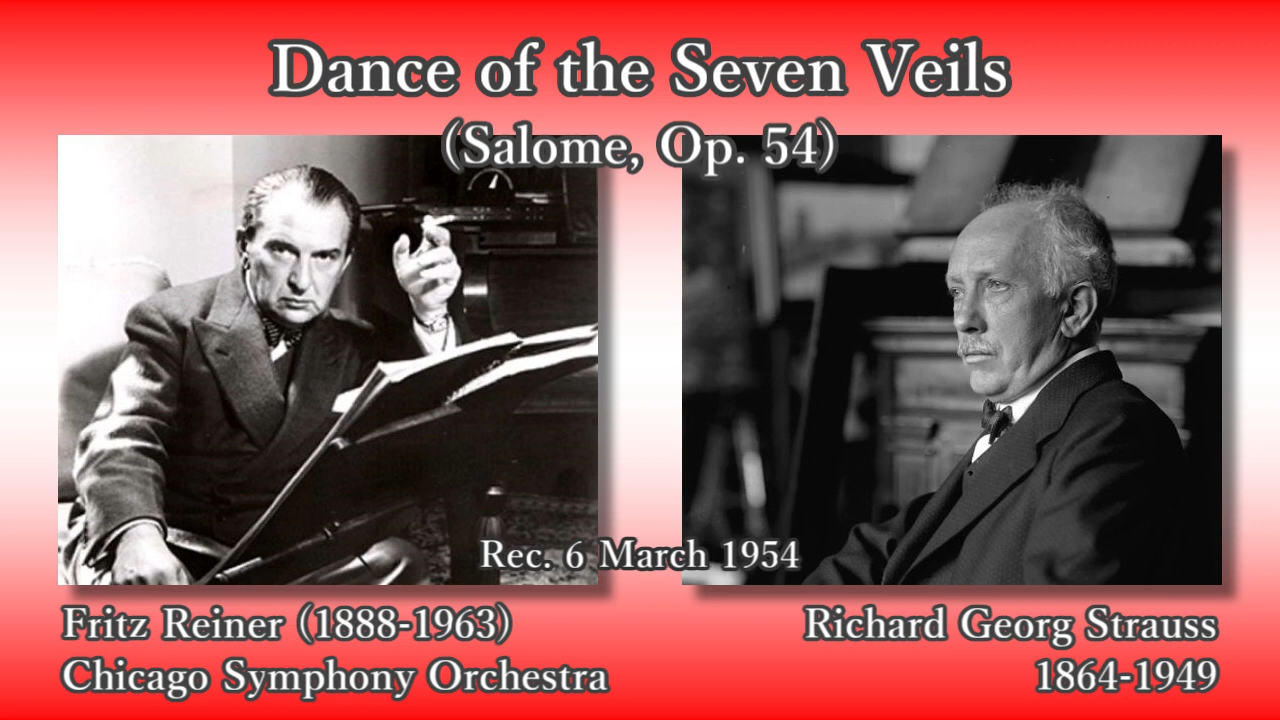 Dance of the Seven Veils
(Salome, Op. 54)
Rec. 6 March 1954
Fritz Reiner (1888-1963)
Chicago Symphony Orchestra
Richard Georg Strauss
1864-1949